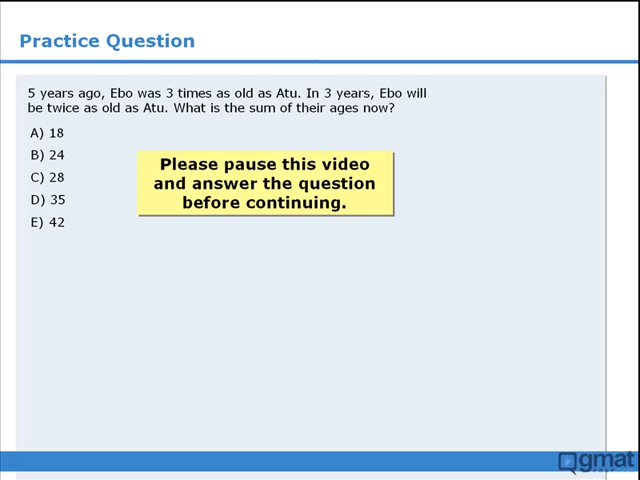 Practice Question
5 years ago, Ebo was 3 times as old as Atu. In 3 years, Ebo will
be twice as old as Atu. What is the sum of their ages now?
A) 18
B) 24
C) 28
D) 35
E) 42
Please pause this video
and answer the question
before continuing.
gmat